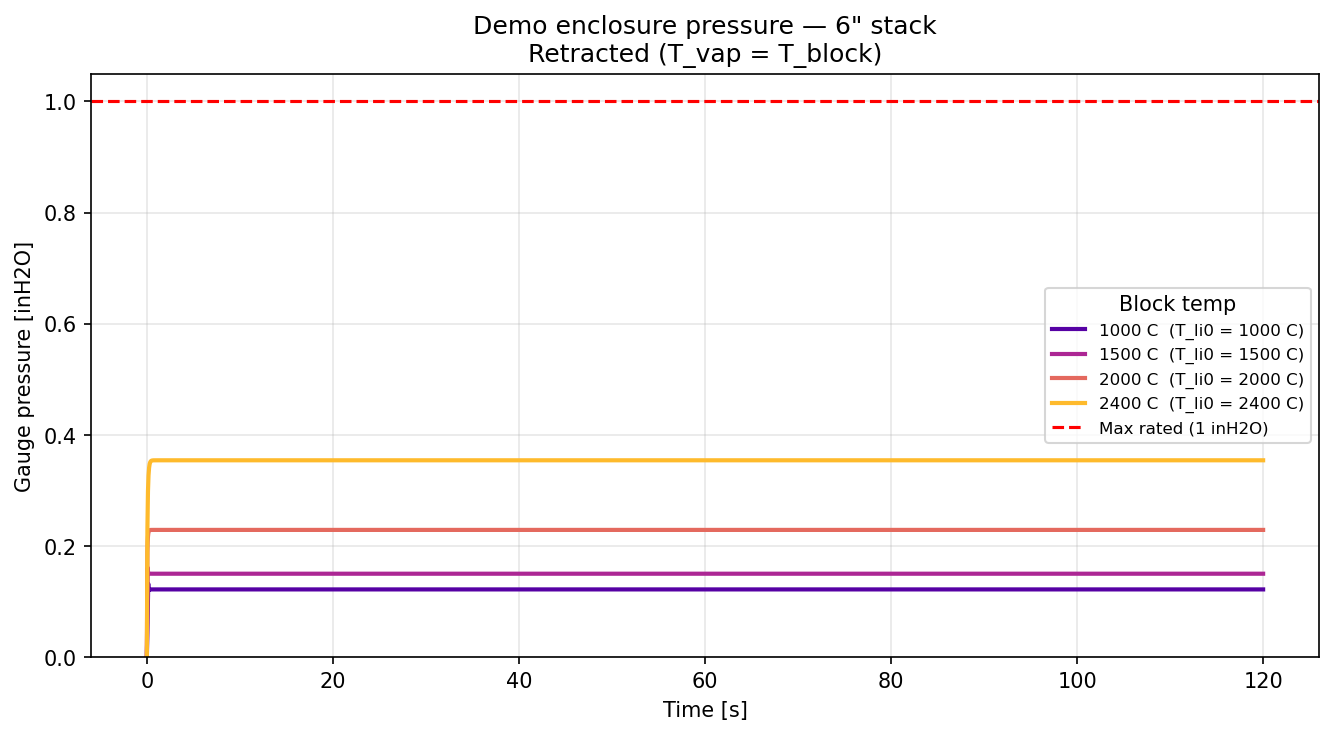 Demo enclosure pressure — 6" stack
Retracted (T_vap = T_block)
Gauge pressure [inH2O]
1.0
0.8
0.6
0.4
0.2
0.0
Block temp
1000 C (T_li0 = 1000 C)
1500 C (T_li0 = 1500 C)
2000 C (T_li0 = 2000 C)
2400 C (T_li0 = 2400 C)
Max rated (1 inH2O)
0 20 40 60 80 100 120
Time [s]